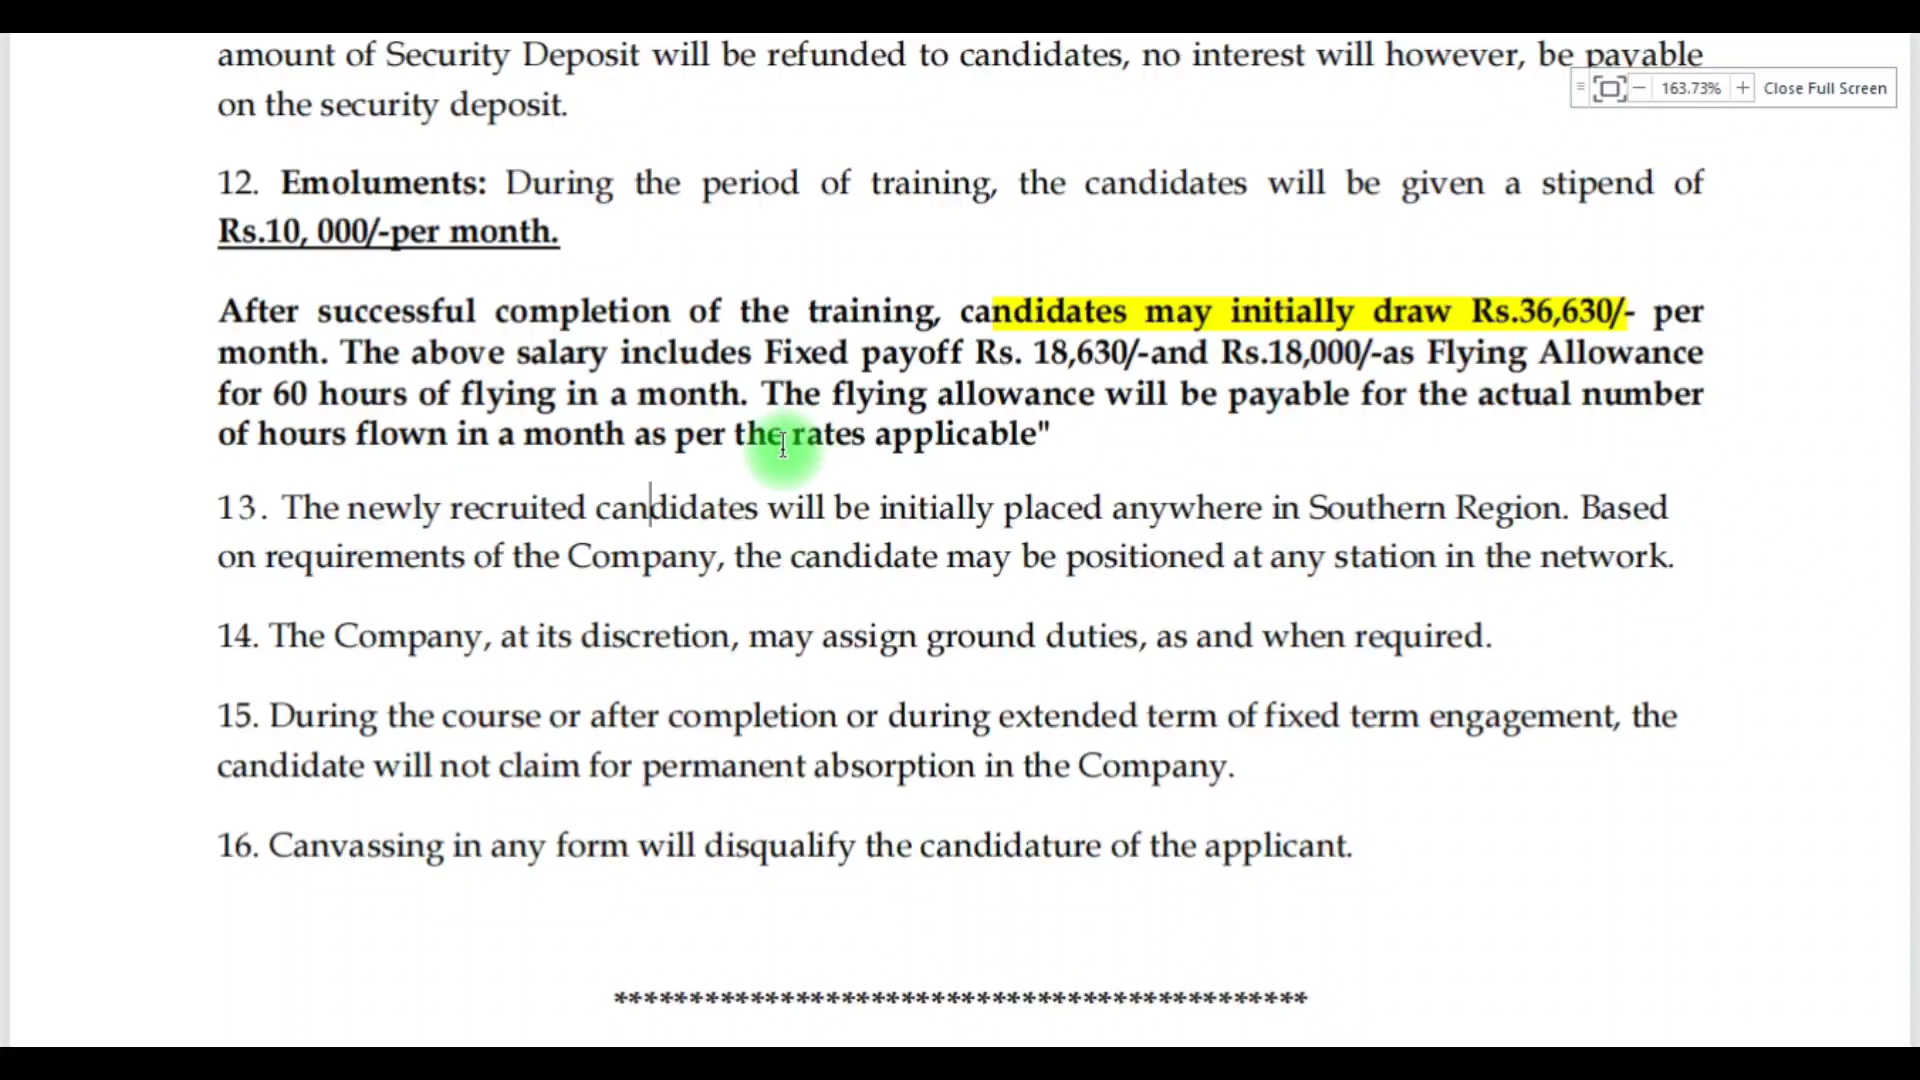 amount of Security Deposit will be refunded to candidates, no interest will however, be payable
on the security deposit.
163.73%
Close Full Screen
12. Emoluments: During the period of training, the candidates will be given a stipend of
Rs.10, 000/-per month.
After successful completion of the training, candidates may initially draw Rs.36,630/- per
month. The above salary includes Fixed payoff Rs. 18,630/-and Rs.18,000/-as Flying Allowance
for 60 hours of flying in a month. The flying allowance will be payable for the actual number
of hours flown in a month as per the rates applicable"
13. The newly recruited candidates will be initially placed anywhere in Southern Region. Based
on requirements of the Company, the candidate may be positioned at any station in the network.
14. The Company, at its discretion, may assign ground duties, as and when required.
15. During the course or after completion or during extended term of fixed term engagement, the
candidate will not claim for permanent absorption in the Company.
16. Canvassing in any form will disqualify the candidature of the applicant.
**********************************************